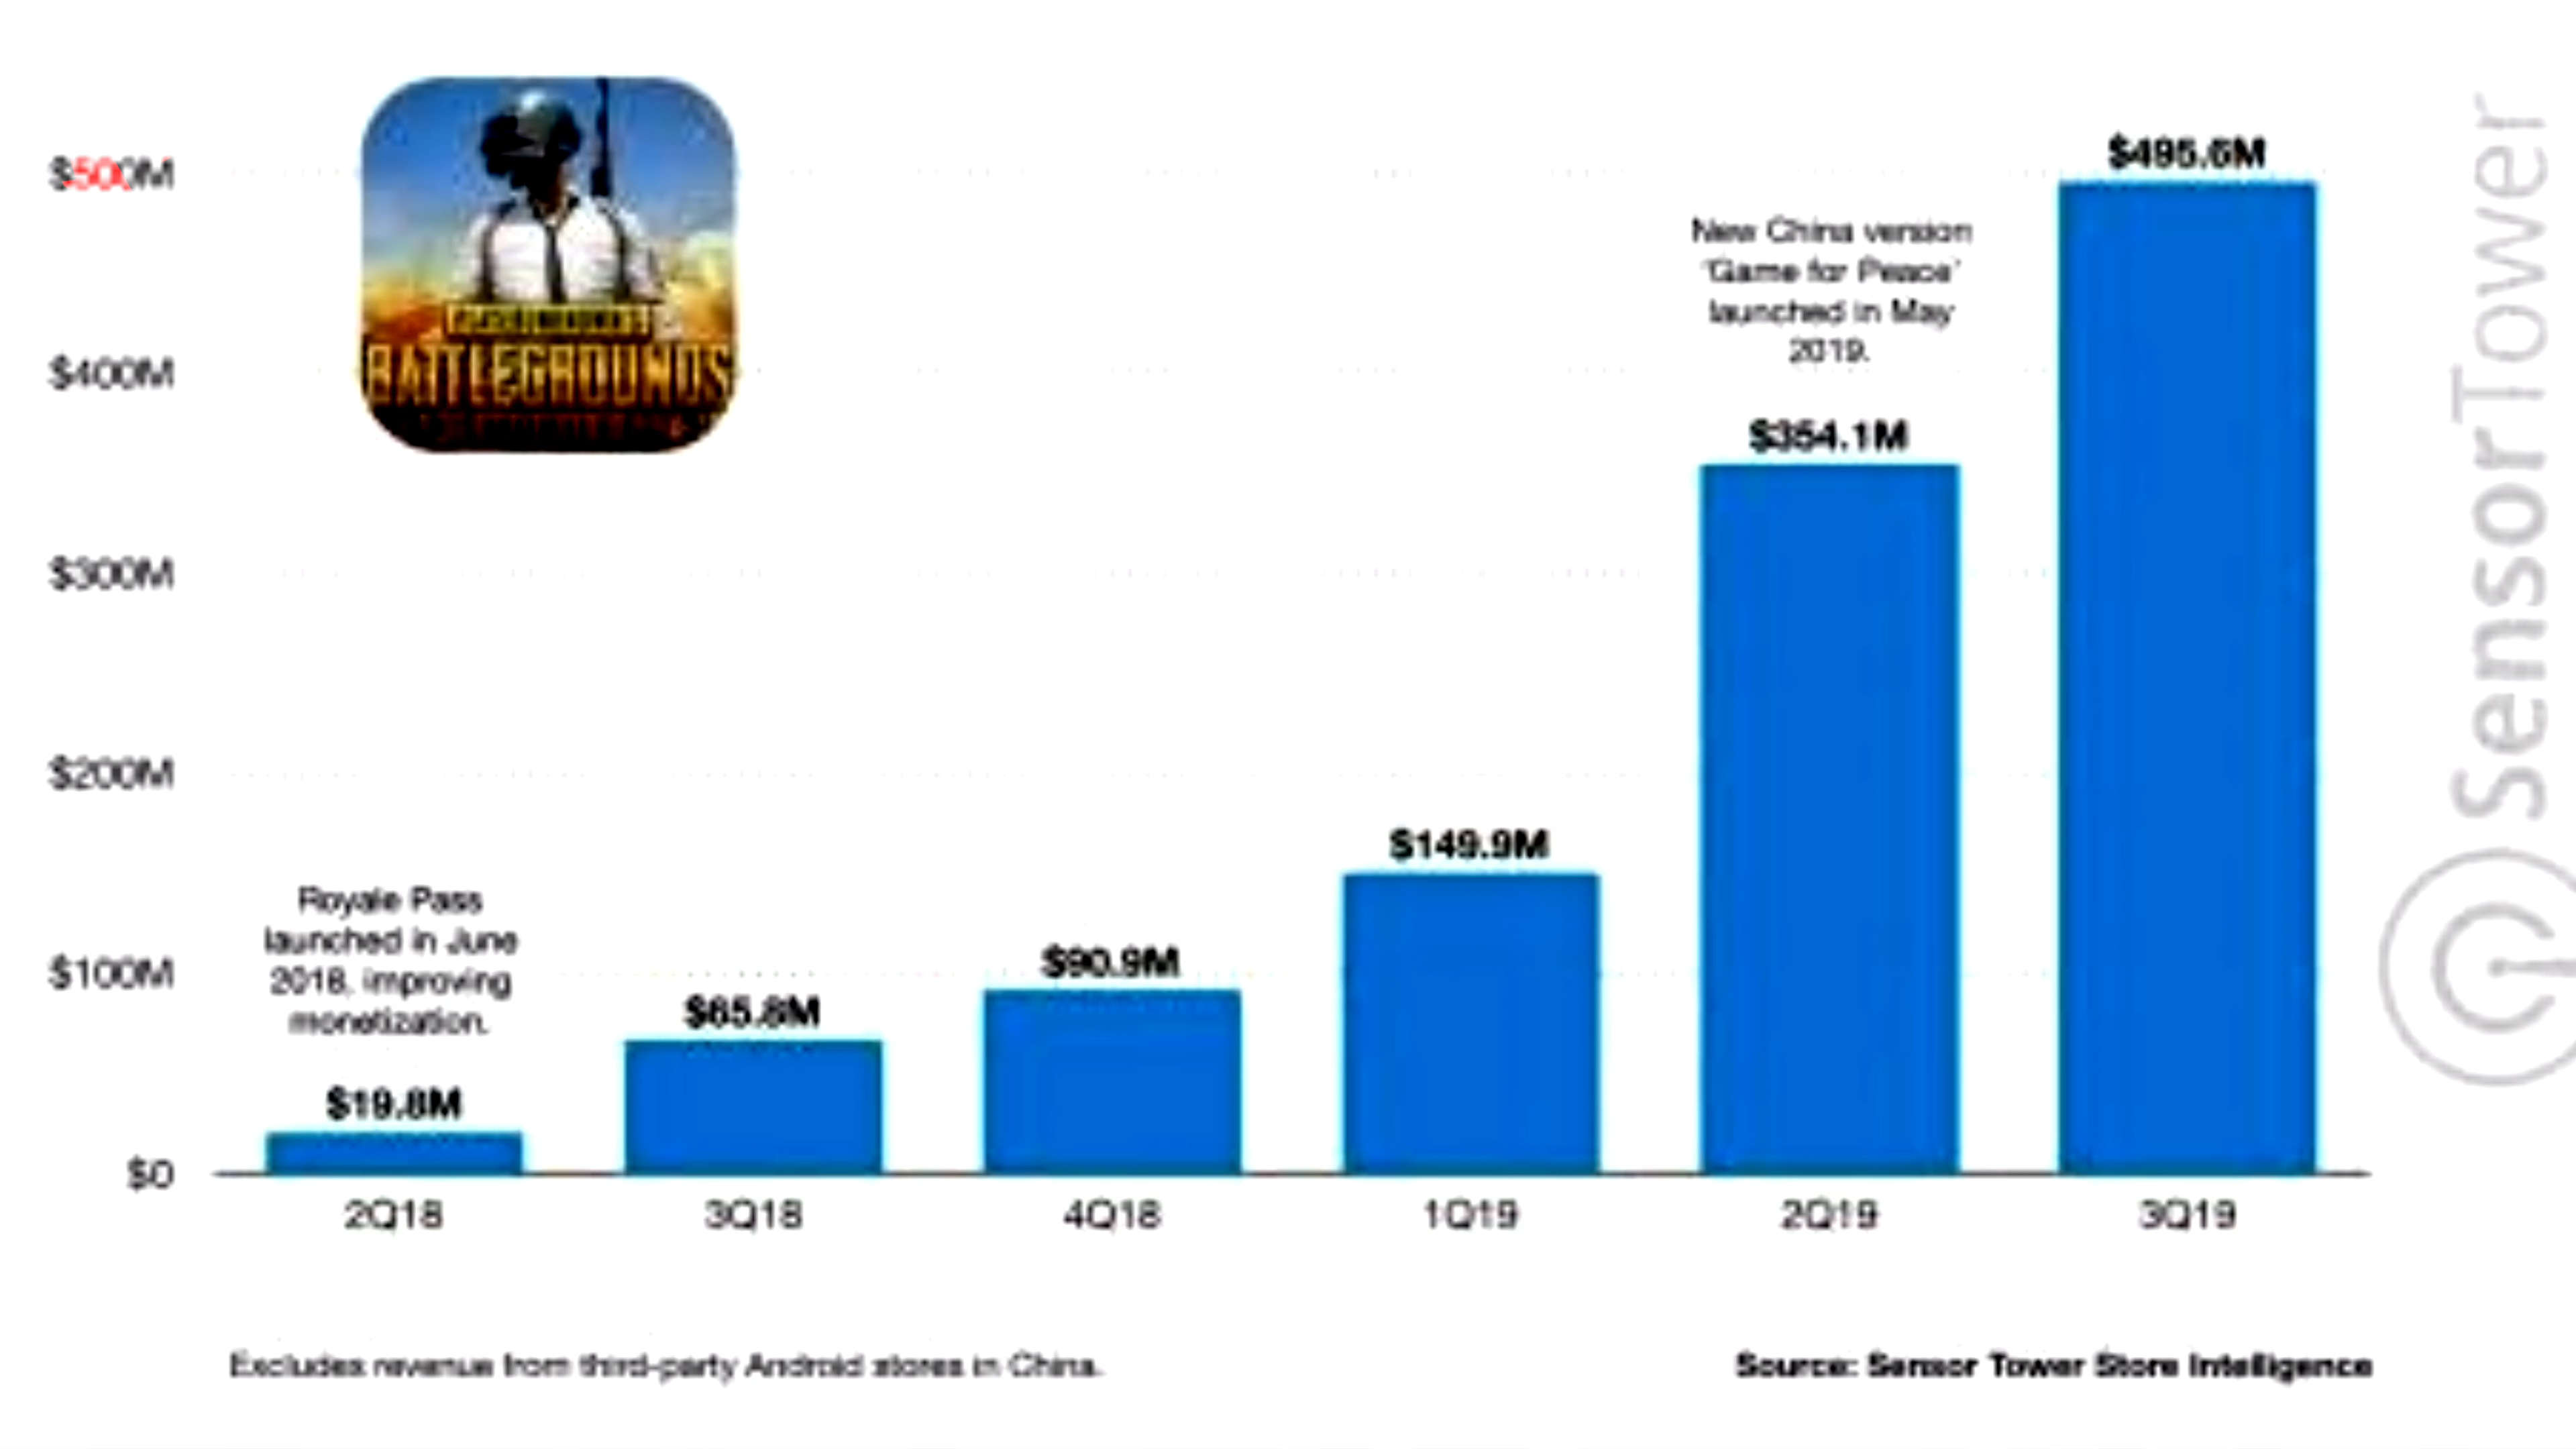 $500M
$400M
$300M
$200M
$100M
$0
BATTLEGROUNDS
Royale Pass
launched in June
2018, improving
monetization.
$19.8M
$65.8M
$90.9M
$149.9M
New China version
'Game for Peace'
launched in May
2019.
$354.1M
$495.6M
2Q18
3Q18
4Q18
1Q19
2Q19
3Q19
Excludes revenue from third-party Android stores in China.
Source: Sensor Tower Store Intelligence
SensorTower